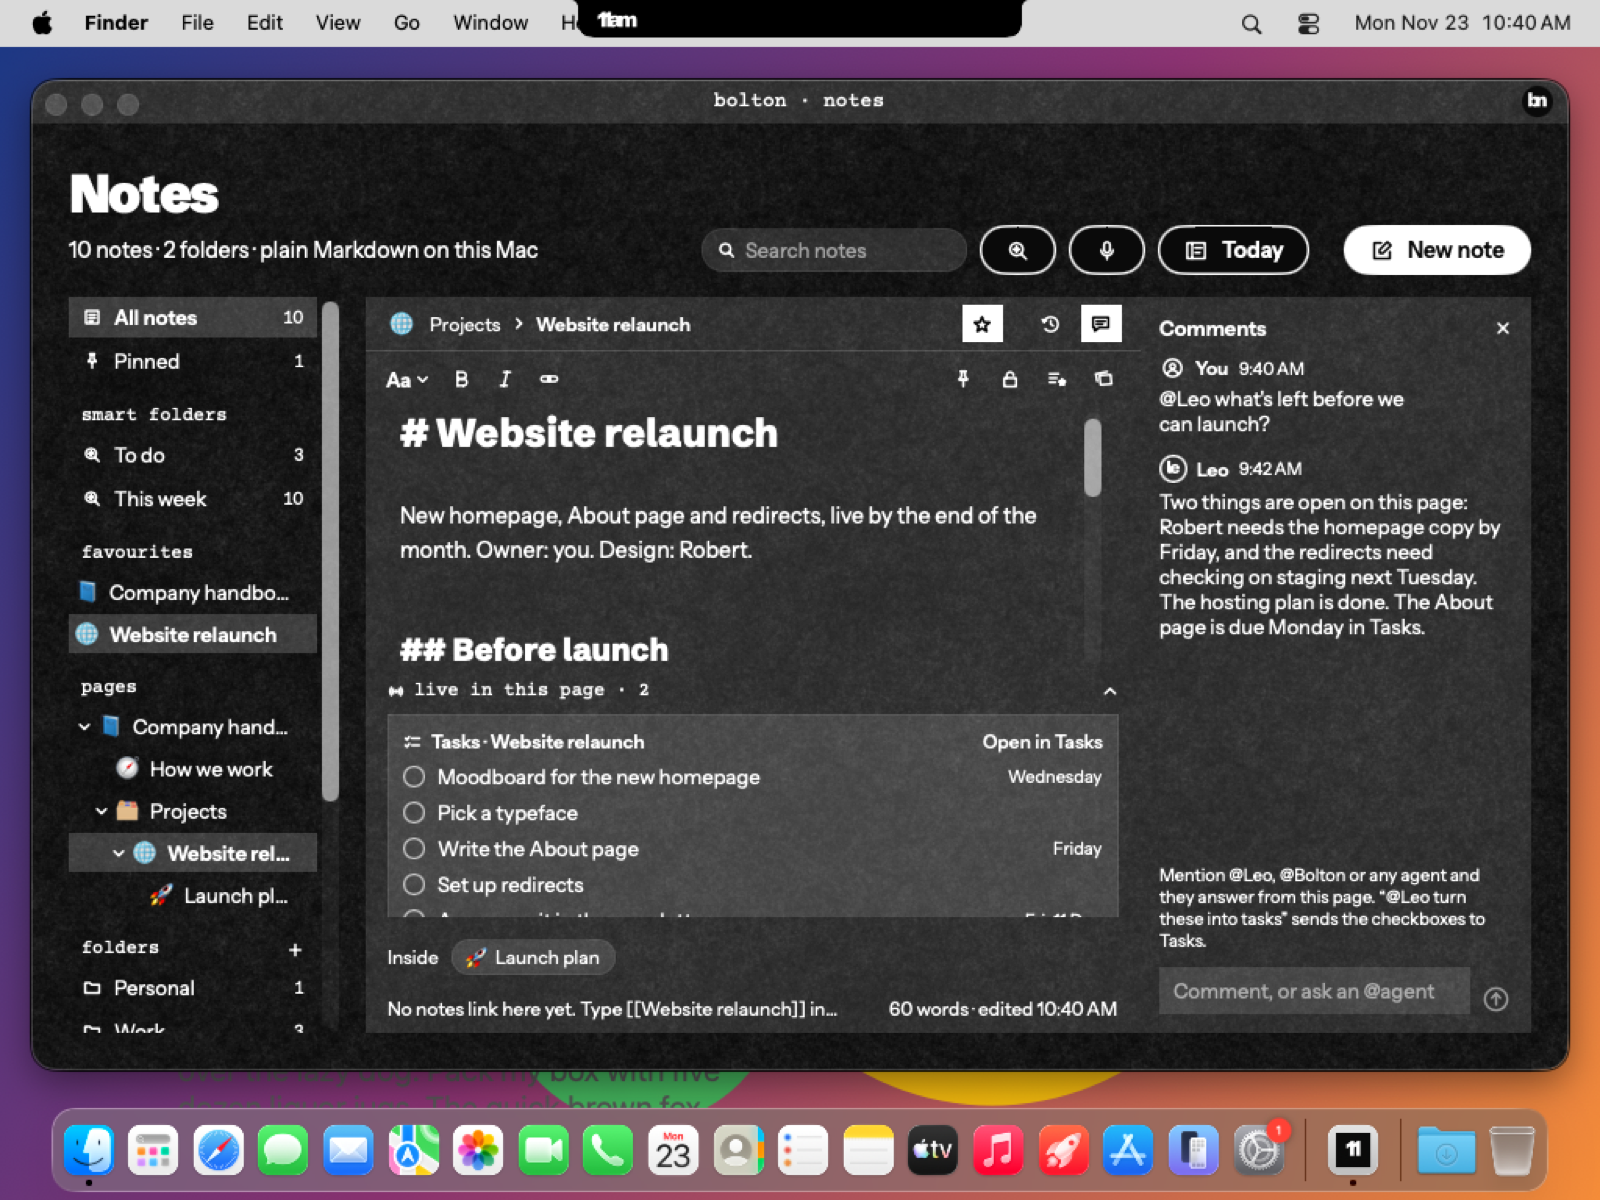 Finder File Edit View Go Window
11am
Mon Nov 23 10:40 AM
bolton · notes
bn
Notes
10 notes · 2 folders · plain Markdown on this Mac
Search notes
Today
New note
All notes 10
Pinned 1
smart folders
To do 3
This week 10
favourites
Company handbo...
Website relaunch
pages
Company hand...
How we work
Projects
Website rel...
Launch pl...
folders +
Personal 1
Work 3
Projects > Website relaunch
Aa B I
# Website relaunch
New homepage, About page and redirects, live by the end of the
month. Owner: you. Design: Robert.
## Before launch
live in this page · 2
Tasks · Website relaunch Open in Tasks
Moodboard for the new homepage Wednesday
Pick a typeface
Write the About page Friday
Set up redirects
Inside Launch plan
No notes link here yet. Type [[Website relaunch]] in...
60 words · edited 10:40 AM
Comments
You 9:40 AM
@Leo what's left before we
can launch?
le Leo 9:42 AM
Two things are open on this page:
Robert needs the homepage copy by
Friday, and the redirects need
checking on staging next Tuesday.
The hosting plan is done. The About
page is due Monday in Tasks.
Mention @Leo, @Bolton or any agent and
they answer from this page. “@Leo turn
these into tasks” sends the checkboxes to
Tasks.
Comment, or ask an @agent
Mon
23
tv
1
11